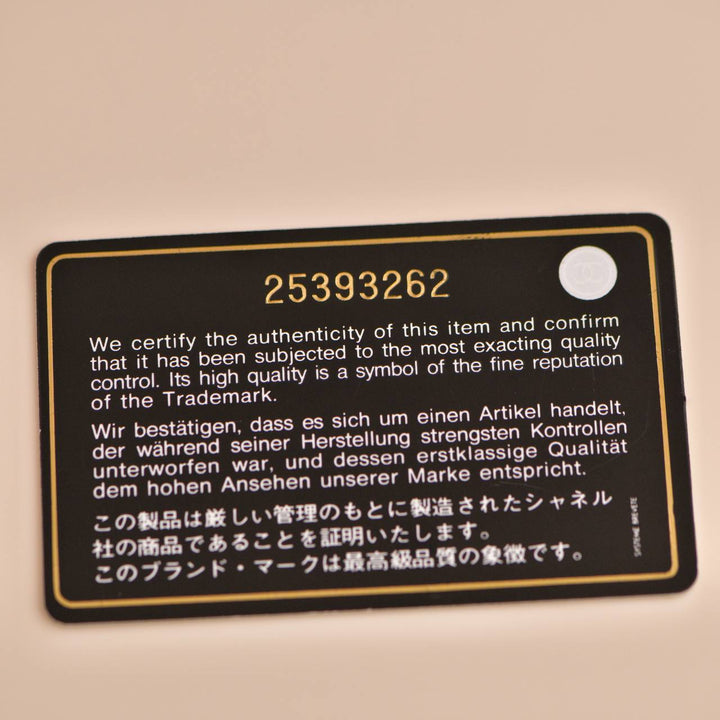 25393262
We certify the authenticity of this item and confirm
that it has been subjected to the most exacting quality
control. Its high quality is a symbol of the fine reputation
of the Trademark.
Wir bestätigen, dass es sich um einen Artikel handelt,
der während seiner Herstellung strengsten Kontrollen
unterworfen war, und dessen erstklassige Qualität
dem hohen Ansehen unserer Marke entspricht.
この製品は厳しい管理のもとに製造されたシャネル
社の商品であることを証明いたします。
このブランド・マークは最高級品質の象徴です。
SYSTEME BREVETE